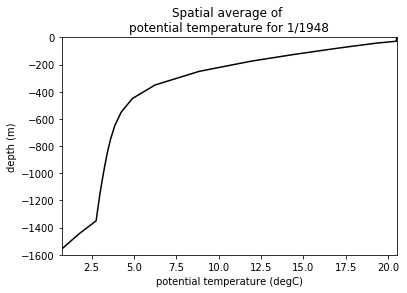 Spatial average of
potential temperature for 1/1948
0
−200
−400
−600
−800
−1000
−1200
−1400
−1600
depth (m)
2.5 5.0 7.5 10.0 12.5 15.0 17.5 20.0
potential temperature (degC)